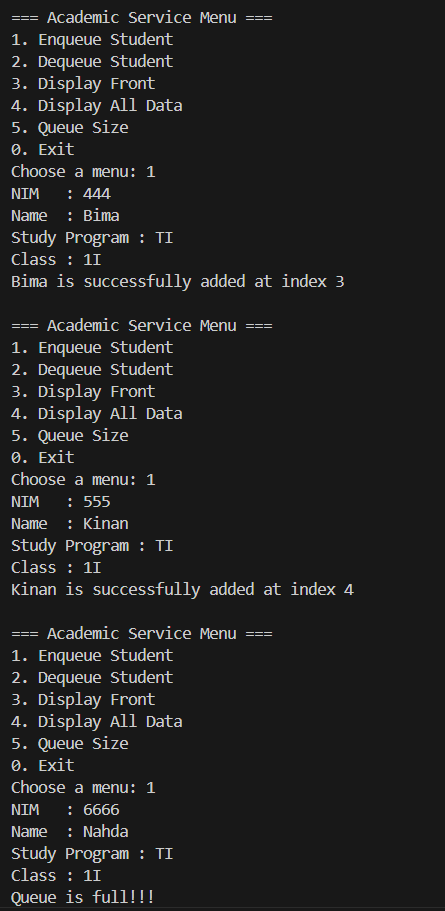 === Academic Service Menu ===
1. Enqueue Student
2. Dequeue Student
3. Display Front
4. Display All Data
5. Queue Size
0. Exit
Choose a menu: 1
NIM   : 444
Name  : Bima
Study Program : TI
Class : 1I
Bima is successfully added at index 3

=== Academic Service Menu ===
1. Enqueue Student
2. Dequeue Student
3. Display Front
4. Display All Data
5. Queue Size
0. Exit
Choose a menu: 1
NIM   : 555
Name  : Kinan
Study Program : TI
Class : 1I
Kinan is successfully added at index 4

=== Academic Service Menu ===
1. Enqueue Student
2. Dequeue Student
3. Display Front
4. Display All Data
5. Queue Size
0. Exit
Choose a menu: 1
NIM   : 6666
Name  : Nahda
Study Program : TI
Class : 1I
Queue is full!!!